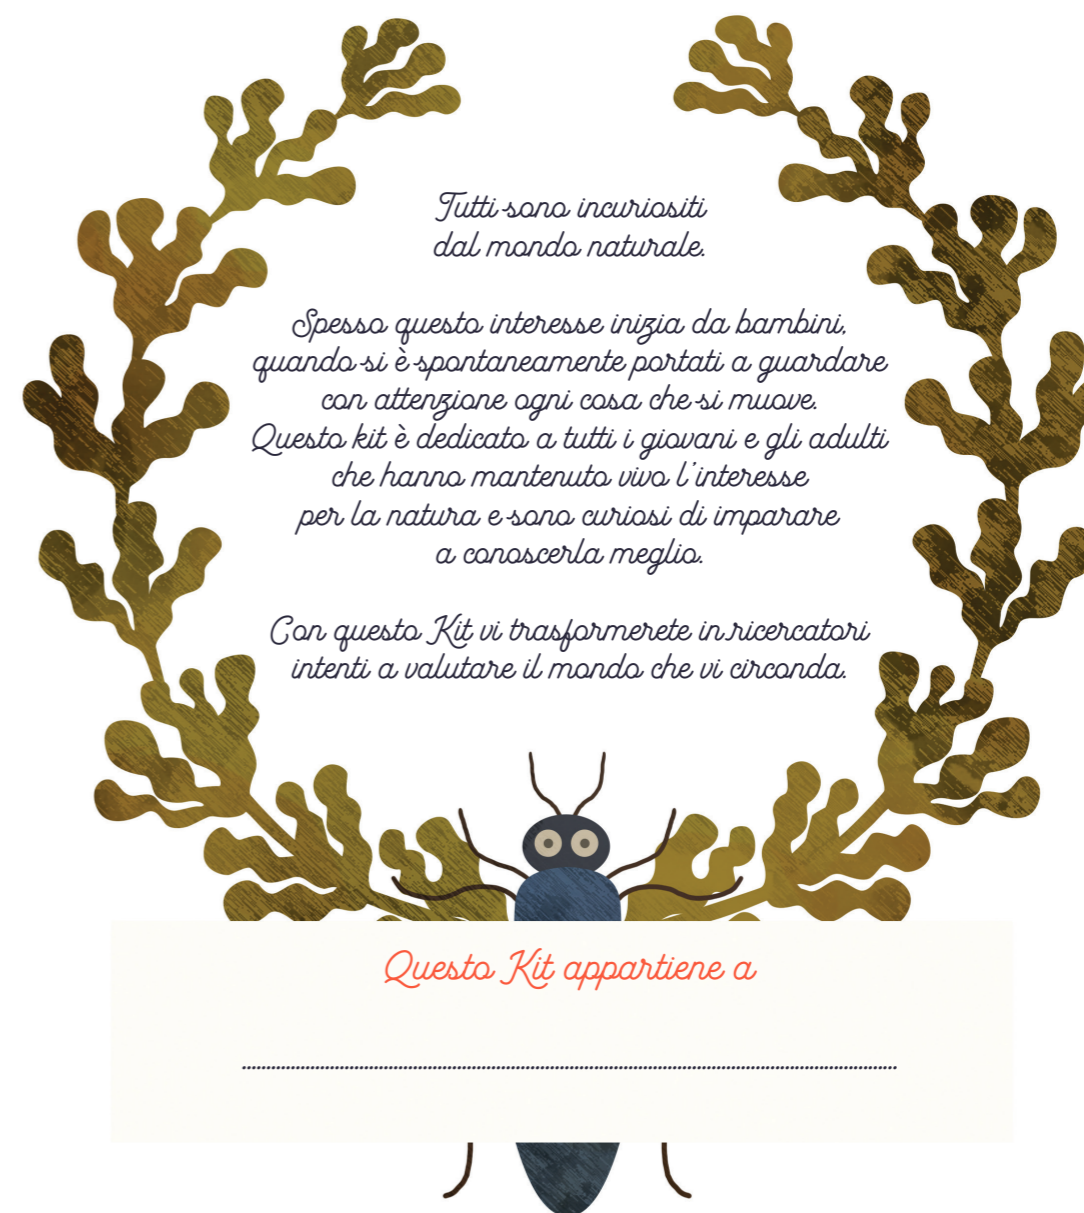 Tutti sono incuriositi
dal mondo naturale.
Spesso questo interesse inizia da bambini,
quando si è spontaneamente portati a guardare
con attenzione ogni cosa che si muove.
Questo kit è dedicato a tutti i giovani e gli adulti
che hanno mantenuto vivo l'interesse
per la natura e sono curiosi di imparare
a conoscerla meglio.
Con questo Kit vi trasformerete in ricercatori
intenti a valutare il mondo che vi circonda.
Questo Kit appartiene a